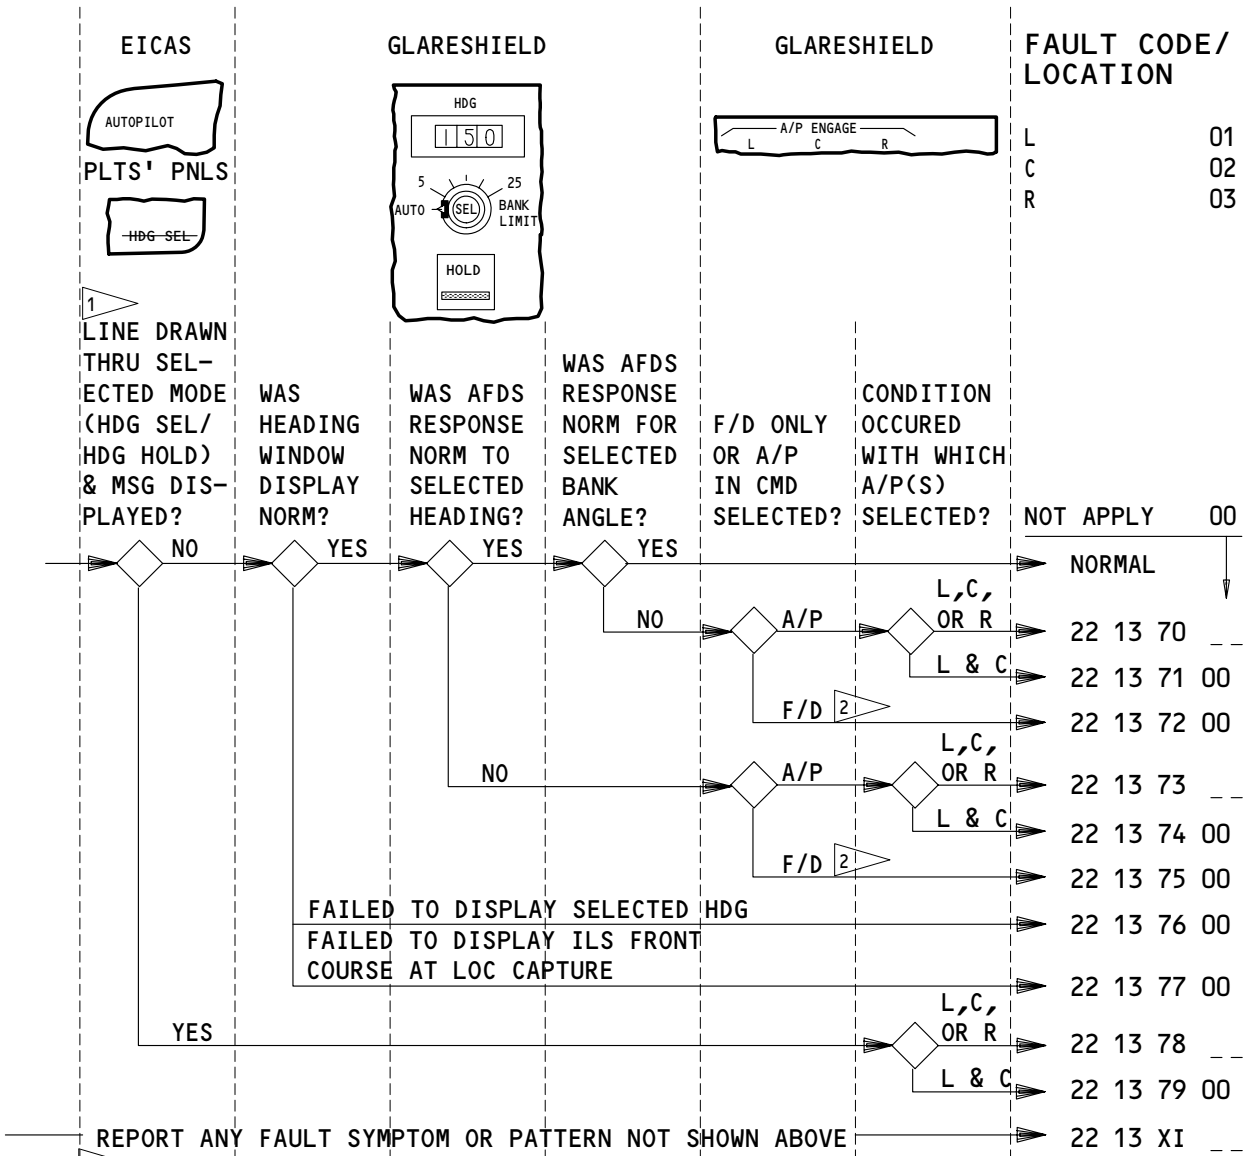 EICAS
GLARESHIELD
GLARESHIELD
FAULT CODE/
LOCATION
AUTOPILOT
PLTS' PNLS
HDG SEL
HDG
150
5
25
AUTO
SEL
BANK
LIMIT
HOLD
A/P ENGAGE
L C R
L 01
C 02
R 03
1
LINE DRAWN
THRU SEL-
ECTED MODE
(HDG SEL/
HDG HOLD)
& MSG DIS-
PLAYED?
WAS
HEADING
WINDOW
DISPLAY
NORM?
WAS AFDS
RESPONSE
NORM TO
SELECTED
HEADING?
WAS AFDS
RESPONSE
NORM FOR
SELECTED
BANK
ANGLE?
F/D ONLY
OR A/P
IN CMD
SELECTED?
CONDITION
OCCURED
WITH WHICH
A/P(S)
SELECTED?
NOT APPLY 00
NO
YES
YES
YES
NORMAL
NO
A/P
L,C,
OR R
22 13 70 _ _
L & C
22 13 71 00
F/D 2
22 13 72 00
NO
A/P
L,C,
OR R
22 13 73 _ _
L & C
22 13 74 00
F/D 2
22 13 75 00
FAILED TO DISPLAY SELECTED HDG
22 13 76 00
FAILED TO DISPLAY ILS FRONT
COURSE AT LOC CAPTURE
22 13 77 00
YES
L,C,
OR R
22 13 78 _ _
L & C
22 13 79 00
REPORT ANY FAULT SYMPTOM OR PATTERN NOT SHOWN ABOVE
22 13 XI _ _